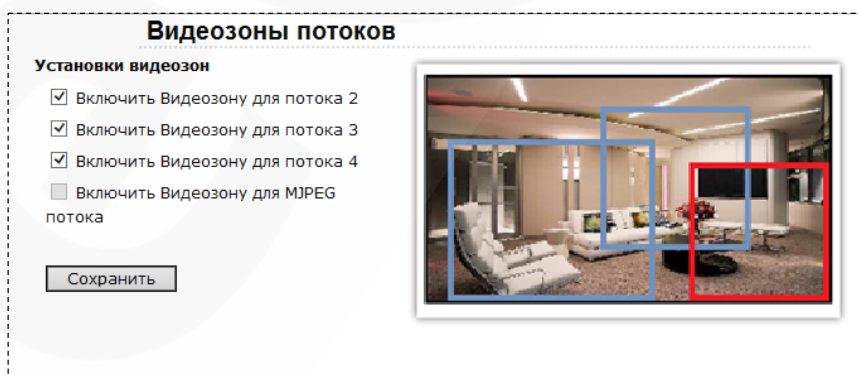 Видеозоны потоков
Установки видеозон
Включить Видеозону для потока 2
Включить Видеозону для потока 3
Включить Видеозону для потока 4
Включить Видеозону для MJPEG
потока
Сохранить